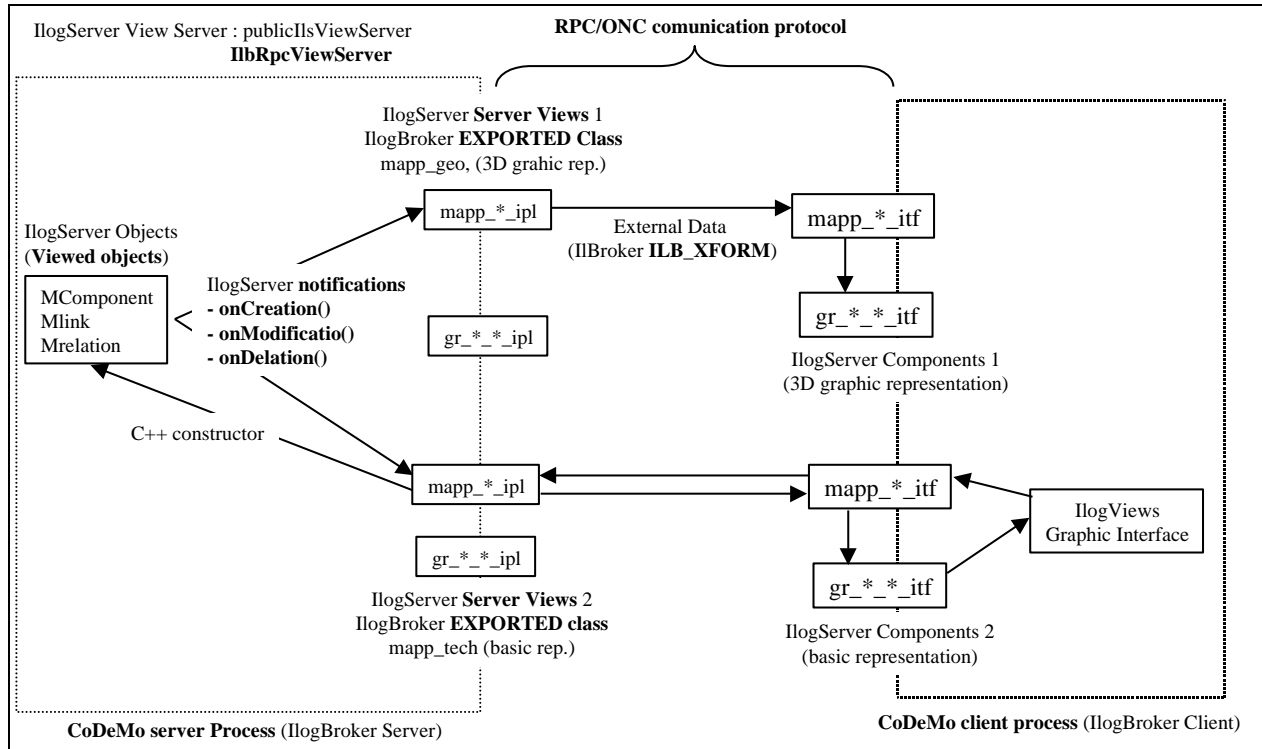 IlogServer View Server : publicIlsViewServer
IlbRpcViewServer
RPC/ONC comunication protocol
IlogServer Server Views 1
IlogBroker EXPORTED Class
mapp_geo, (3D grahic rep.)
mapp_*_ipl
External Data
(IlBroker ILB_XFORM)
mapp_*_itf
IlogServer Objects
(Viewed objects)
MComponent
Mlink
Mrelation
IlogServer notifications
- onCreation()
- onModificatio()
- onDelation()
gr_*_*_ipl
gr_*_*_itf
IlogServer Components 1
(3D graphic representation)
C++ constructor
mapp_*_ipl
mapp_*_itf
IlogViews
Graphic Interface
gr_*_*_ipl
gr_*_*_itf
IlogServer Server Views 2
IlogBroker EXPORTED class
mapp_tech (basic rep.)
IlogServer Components 2
(basic representation)
CoDeMo server Process (IlogBroker Server)
CoDeMo client process (IlogBroker Client)